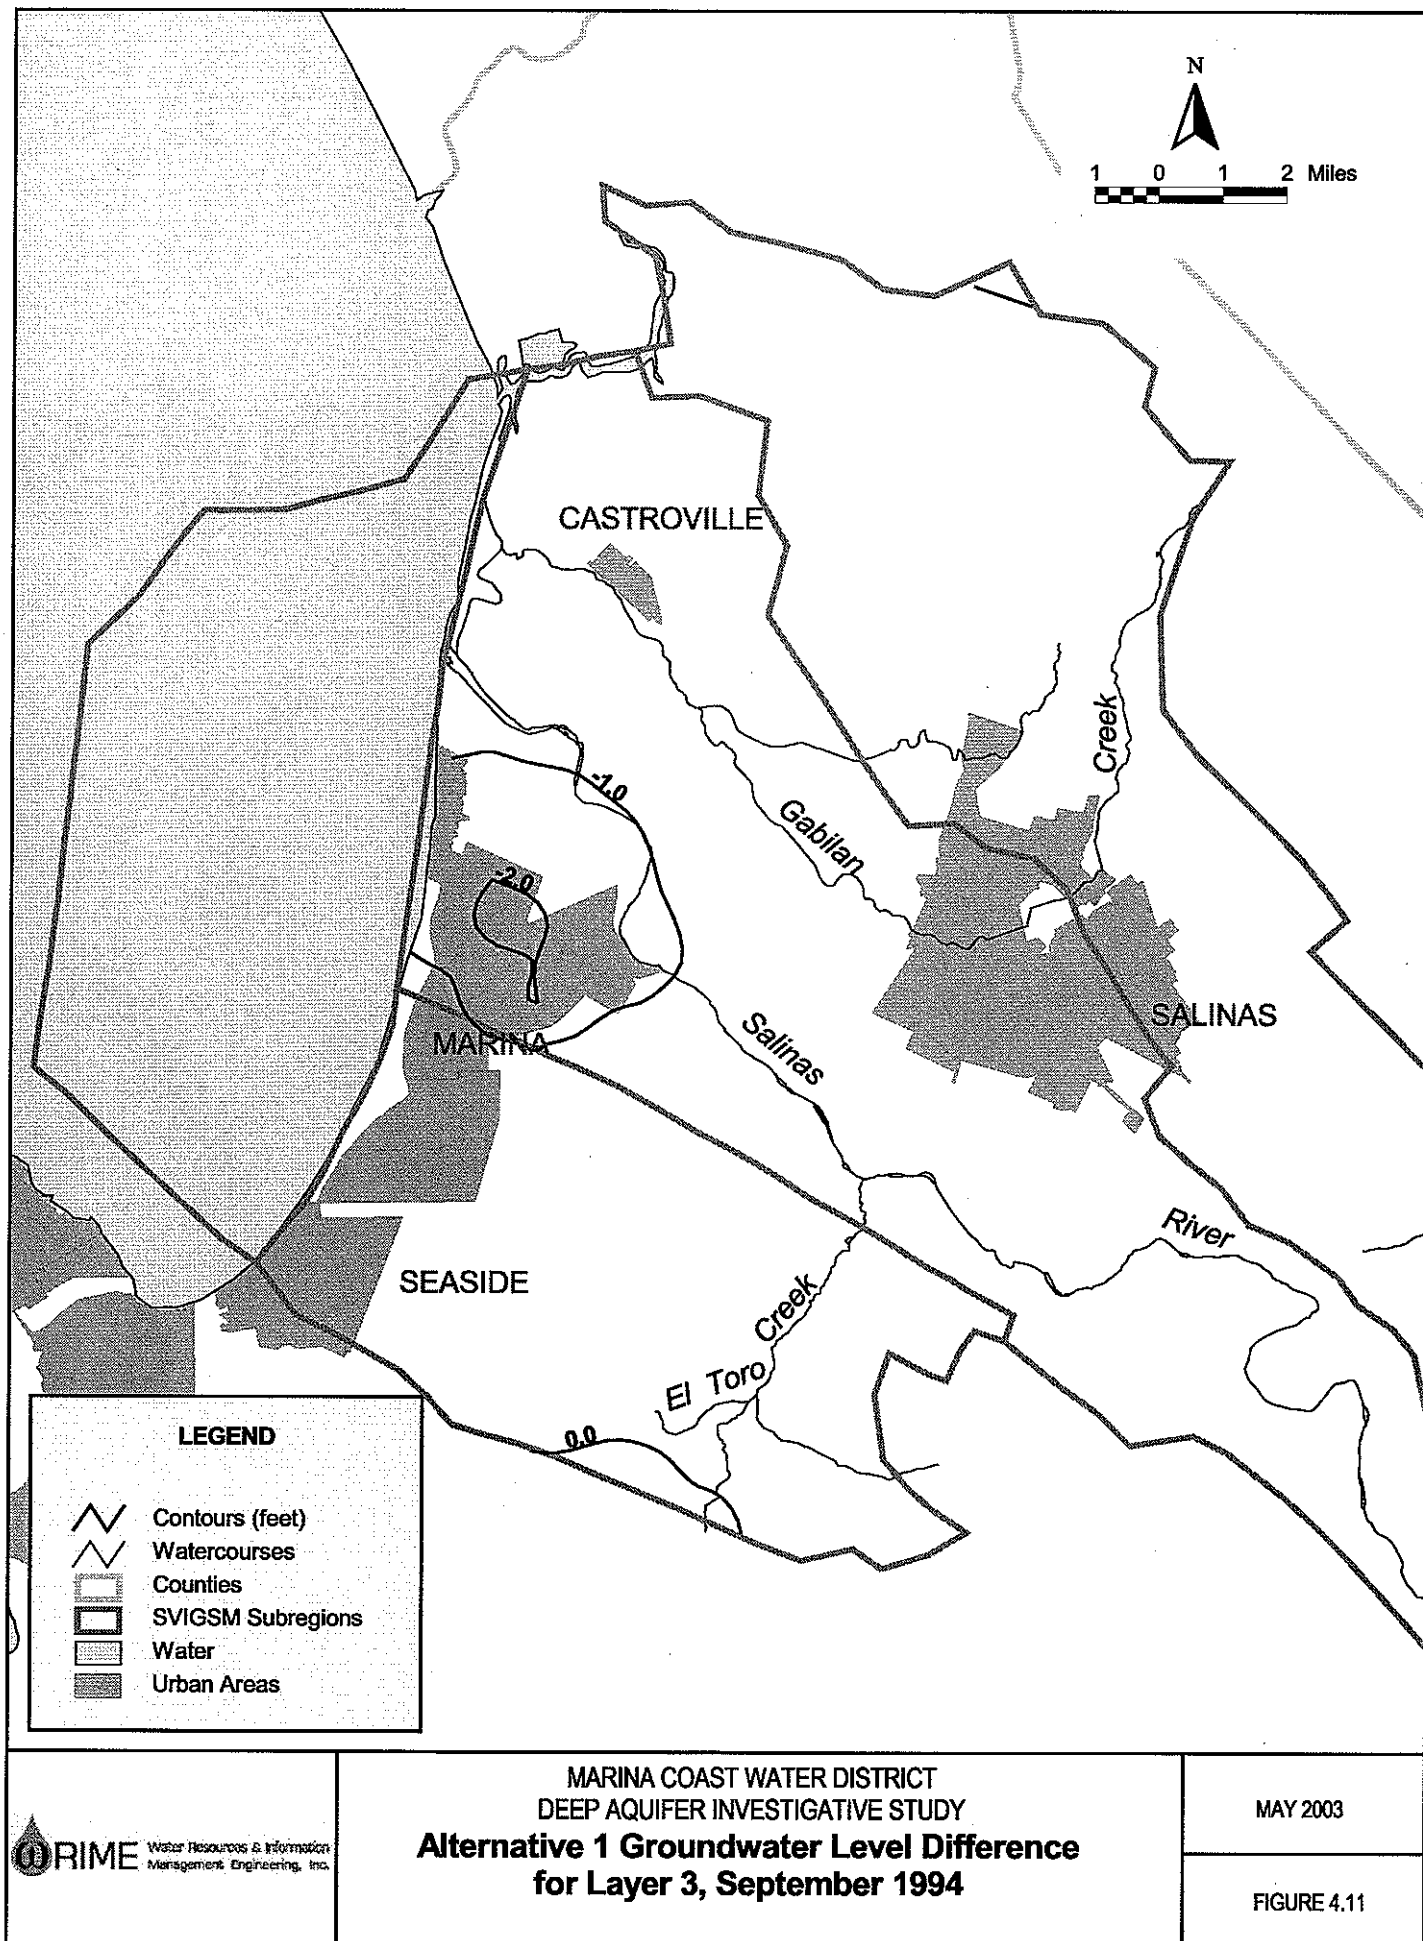 N
1 0 1 2 Miles
CASTROVILLE
Creek
-1.0
Gabilan
-2.0
SALINAS
MARINA
Salinas
River
SEASIDE
Creek
El Toro
0.0
LEGEND
Contours (feet)
Watercourses
Counties
SVIGSM Subregions
Water
Urban Areas
MARINA COAST WATER DISTRICT
DEEP AQUIFER INVESTIGATIVE STUDY
Alternative 1 Groundwater Level Difference
for Layer 3, September 1994
MAY 2003
FIGURE 4.11
WRIME Water Resources & Information
Management Engineering, Inc.